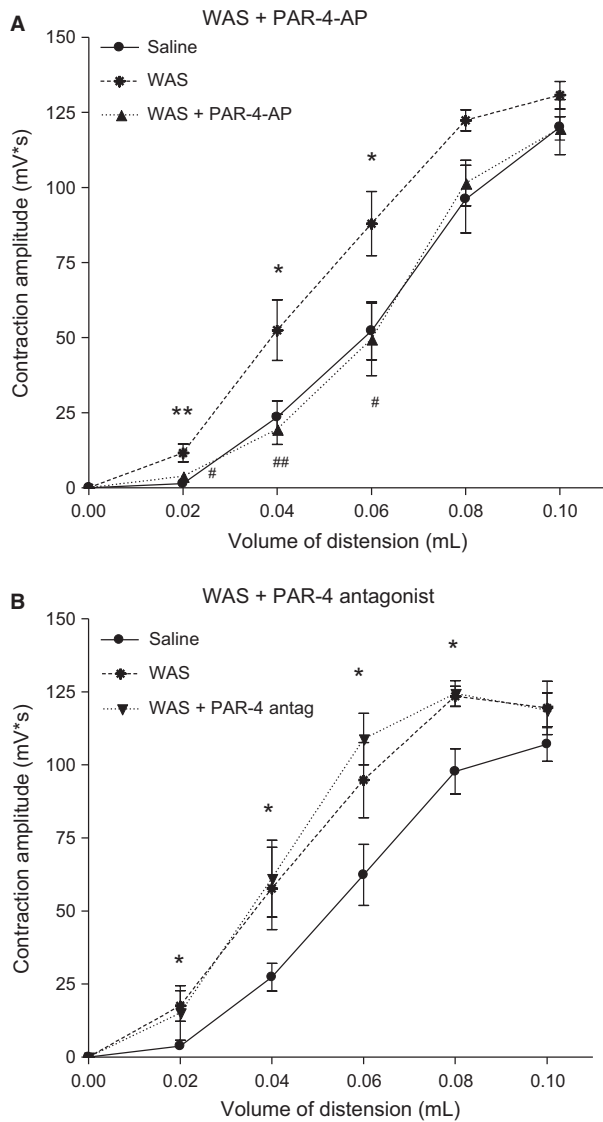 A
WAS + PAR-4-AP
150
Saline
WAS
125
WAS + PAR-4-AP
*
100
Contraction amplitude (mV*s)
75
*
50
**
25
#
##
#
0
0.00 0.02 0.04 0.06 0.08 0.10
Volume of distension (mL)
B
WAS + PAR-4 antagonist
150
Saline
*
WAS
*
125
WAS + PAR-4 antag
100
*
Contraction amplitude (mV*s)
75
50
*
25
0
0.00 0.02 0.04 0.06 0.08 0.10
Volume of distension (mL)